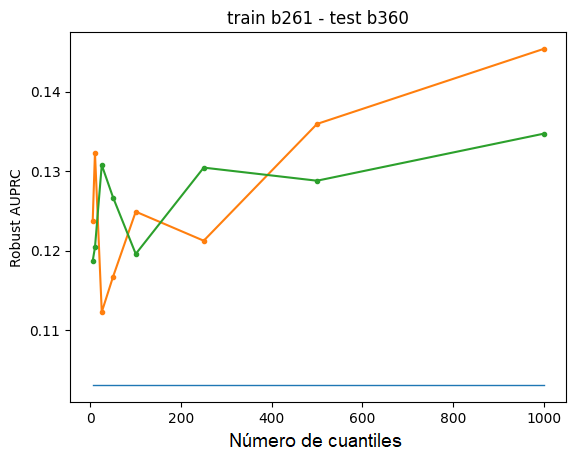 train b261 - test b360
Robust AUPRC
0.14
0.13
0.12
0.11
0 200 400 600 800 1000
Número de cuantiles